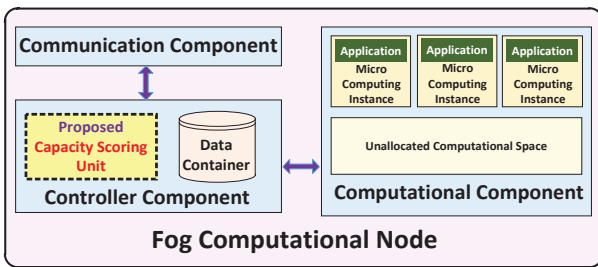 Communication Component
Proposed
Capacity Scoring
Unit
Data
Container
Controller Component
Application
Micro
Computing
Instance
Application
Micro
Computing
Instance
Application
Micro
Computing
Instance
Unallocated Computational Space
Computational Component
Fog Computational Node